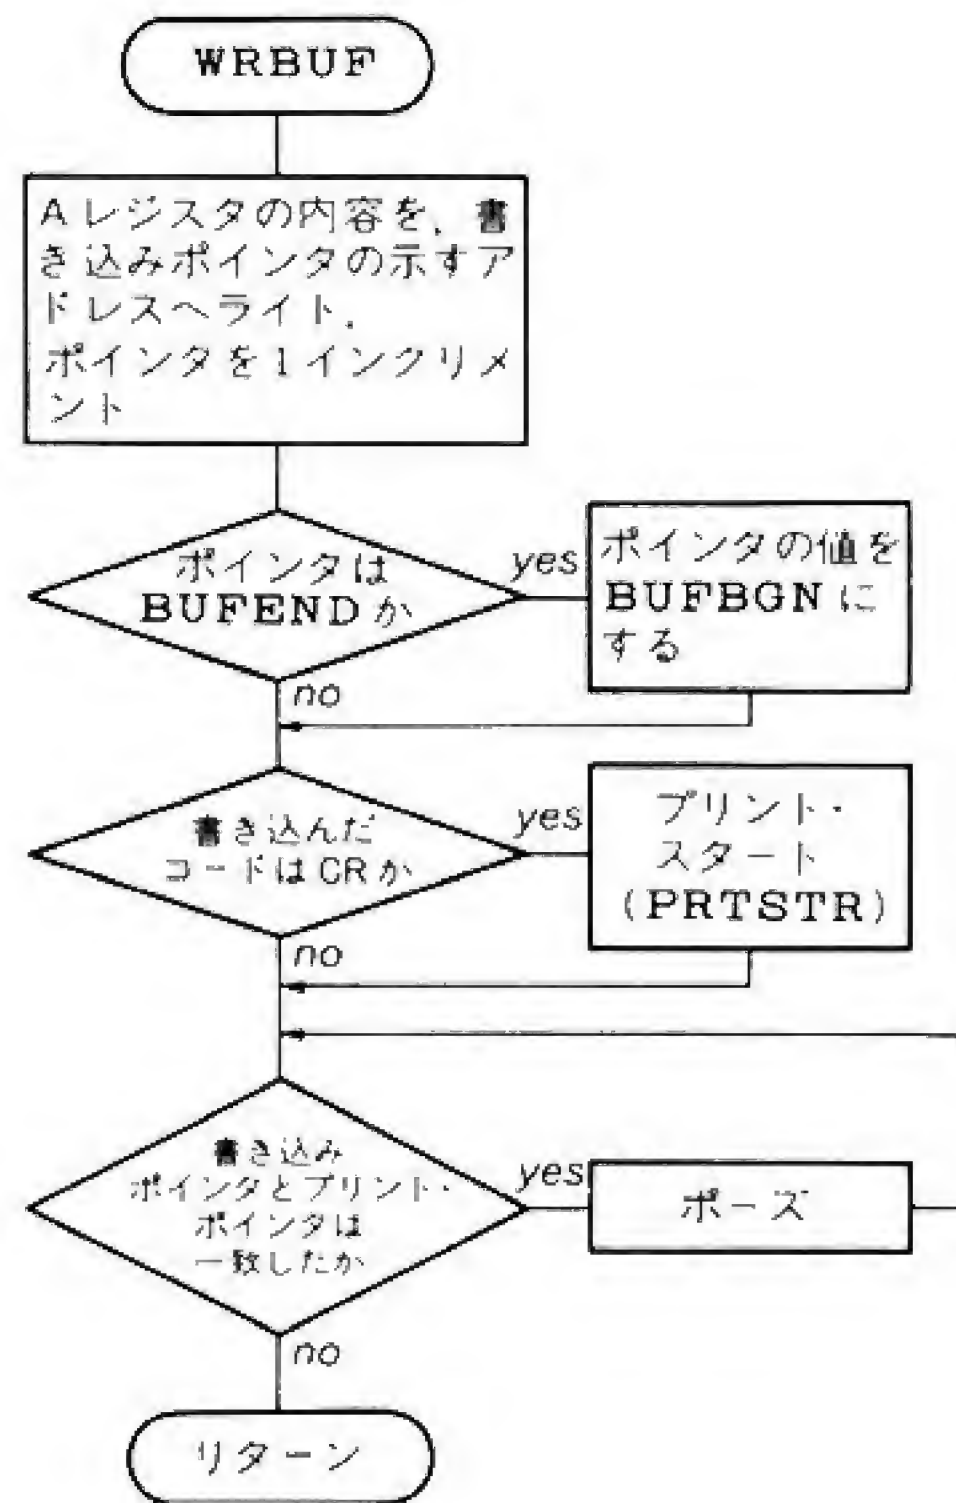 WRBUF
Aレジスタの内容を,書
き込みポインタの示すア
ドレスへライト.
ポインタを1インクリメ
ント
ポインタは
BUFENDか
yes
ポインタの値を
BUFBGNに
する
no
書き込んだ
コードはCRか
yes
プリント・
スタート
(PRTSTR)
no
書き込み
ポインタとプリント・
ポインタは
一致したか
yes
ポーズ
no
リターン